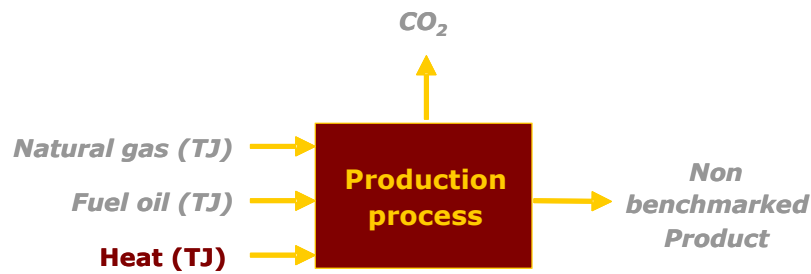 CO₂
Natural gas (TJ)
Fuel oil (TJ)
Heat (TJ)
Production
process
Non
benchmarked
Product